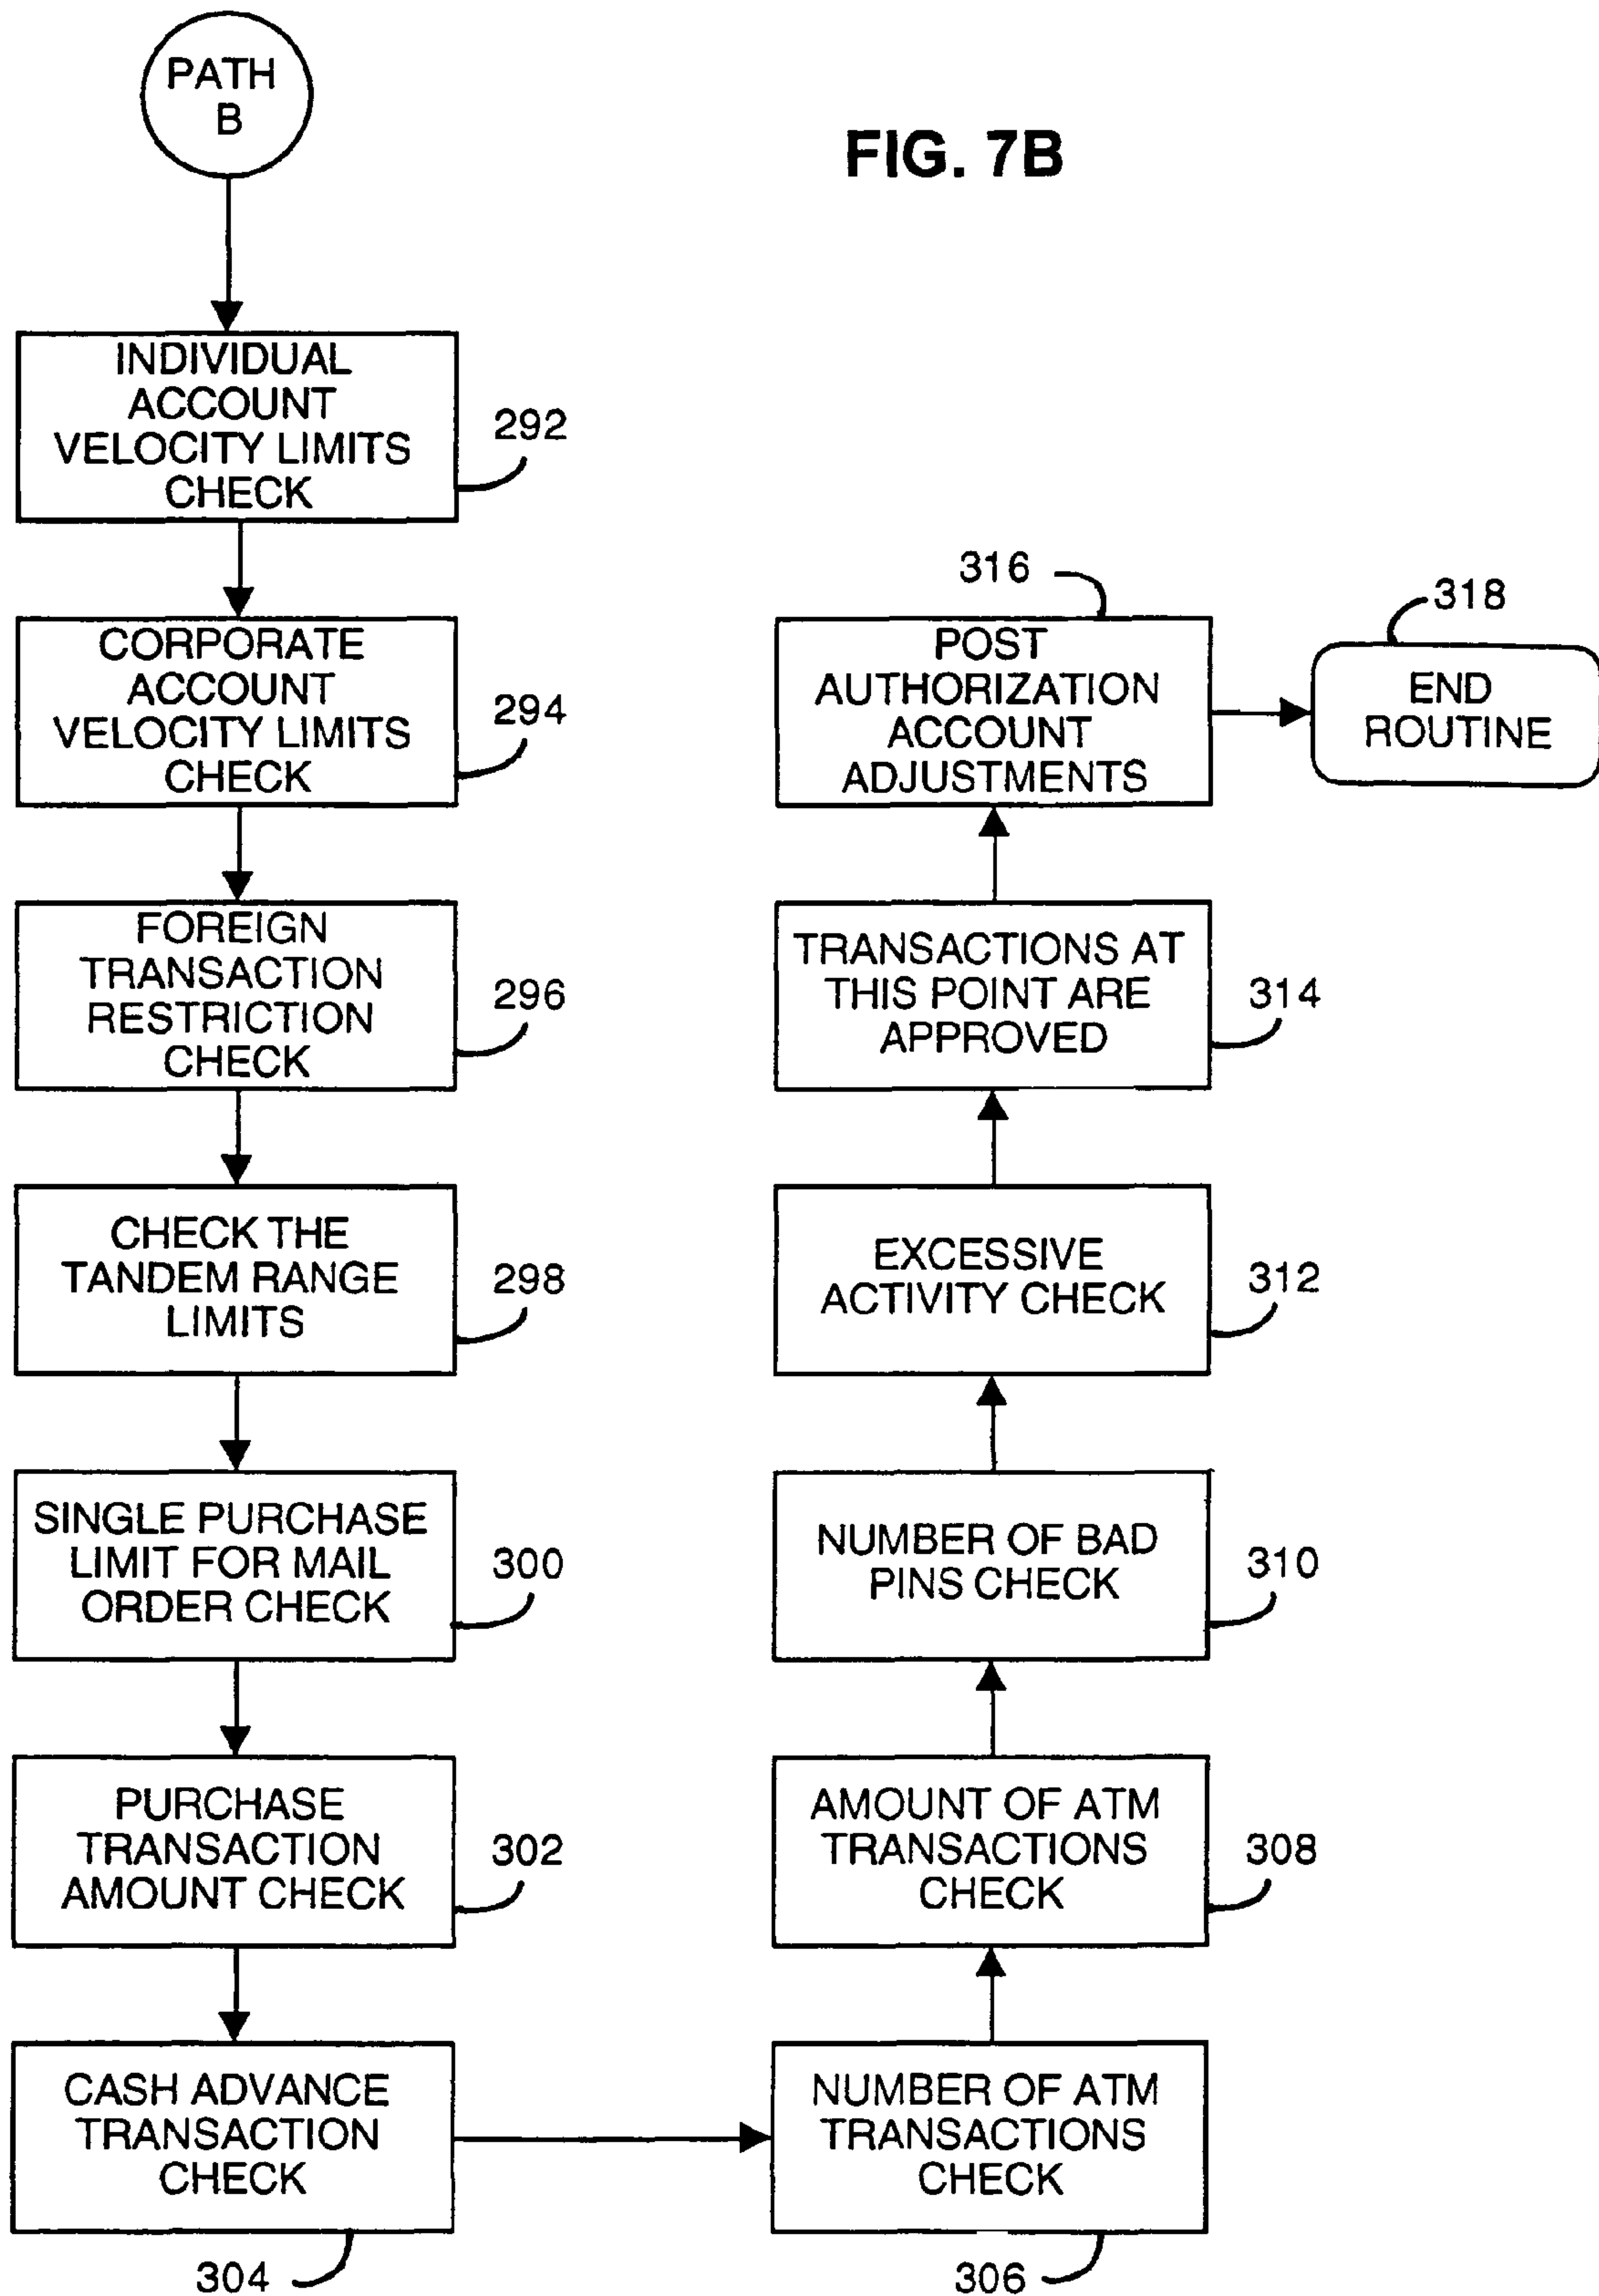 PATH
B
FIG. 7B
INDIVIDUAL
ACCOUNT
VELOCITY LIMITS
CHECK
292
CORPORATE
ACCOUNT
VELOCITY LIMITS
CHECK
294
FOREIGN
TRANSACTION
RESTRICTION
CHECK
296
CHECK THE
TANDEM RANGE
LIMITS
298
SINGLE PURCHASE
LIMIT FOR MAIL
ORDER CHECK
300
PURCHASE
TRANSACTION
AMOUNT CHECK
302
CASH ADVANCE
TRANSACTION
CHECK
304
NUMBER OF ATM
TRANSACTIONS
CHECK
306
AMOUNT OF ATM
TRANSACTIONS
CHECK
308
NUMBER OF BAD
PINS CHECK
310
EXCESSIVE
ACTIVITY CHECK
312
TRANSACTIONS AT
THIS POINT ARE
APPROVED
314
POST
AUTHORIZATION
ACCOUNT
ADJUSTMENTS
316
END
ROUTINE
318